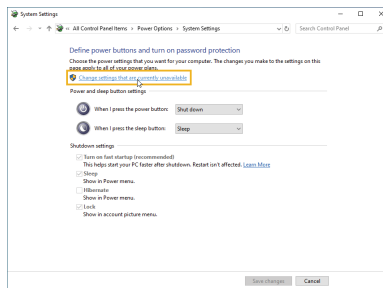 System Settings
« All Control Panel Items > Power Options > System Settings
Search Control Panel
Define power buttons and turn on password protection
Choose the power settings that you want for your computer. The changes you make to the settings on this
page apply to all of your power plans.
Change settings that are currently unavailable
Power and sleep button settings
When I press the power button: Shut down
When I press the sleep button: Sleep
Shutdown settings
Turn on fast startup (recommended)
This helps start your PC faster after shutdown. Restart isn't affected. Learn More
Sleep
Show in Power menu.
Hibernate
Show in Power menu.
Lock
Show in account picture menu.
Save changes Cancel